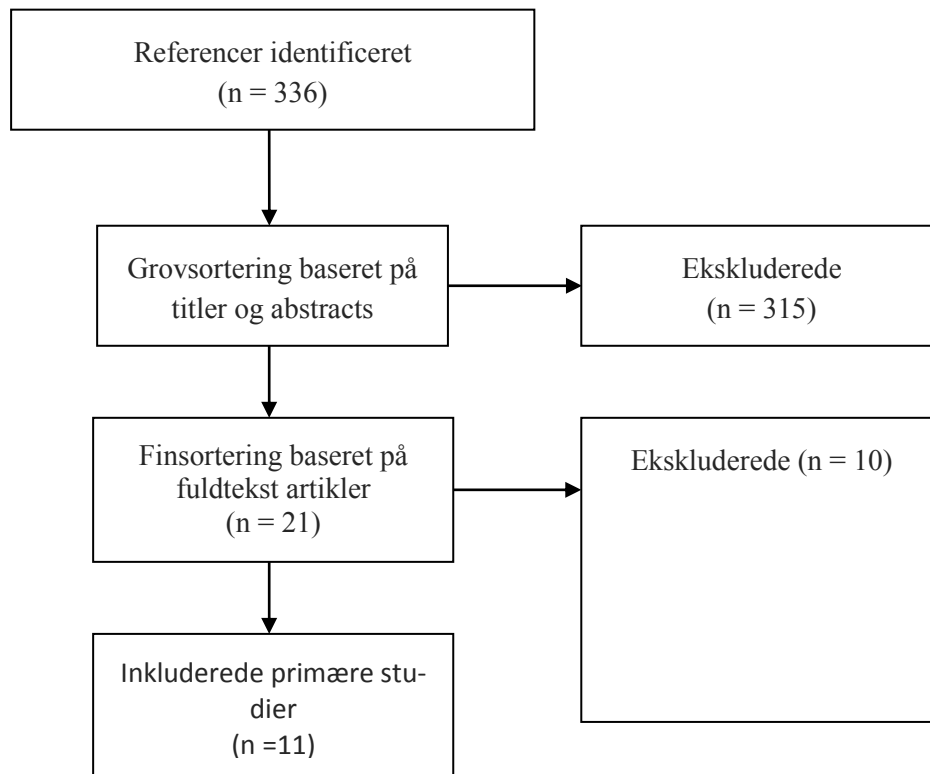 Referencer identificeret
(n = 336)
Grovsortering baseret på
titler og abstracts
Ekskluderede
(n = 315)
Finsortering baseret på
fuldtekst artikler
(n = 21)
Ekskluderede (n = 10)
Inkluderede primære stu-
dier
(n =11)